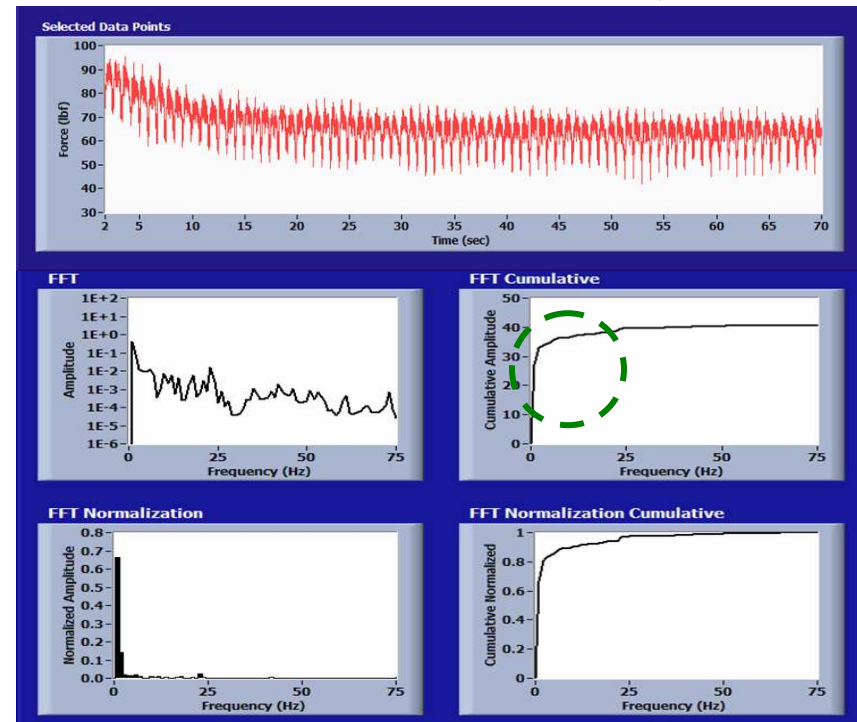 Selected Data Points
100
90
80
70
60
50
40
30
Force (lbf)
2 5 10 15 20 25 30 35 40 45 50 55 60 65 70
Time (sec)
FFT
1E+2
1E+1
1E+0
1E-1
1E-2
1E-3
1E-4
1E-5
1E-6
Amplitude
0 25 50 75
Frequency (Hz)
FFT Cumulative
50
40
30
20
10
0
Cumulative Amplitude
0 25 50 75
Frequency (Hz)
FFT Normalization
0.8
0.7
0.6
0.5
0.4
0.3
0.2
0.1
0.0
Normalized Amplitude
0 25 50 75
Frequency (Hz)
FFT Normalization Cumulative
1
0.8
0.6
0.4
0.2
0
Cumulative Normalized
0 25 50 75
Frequency (Hz)